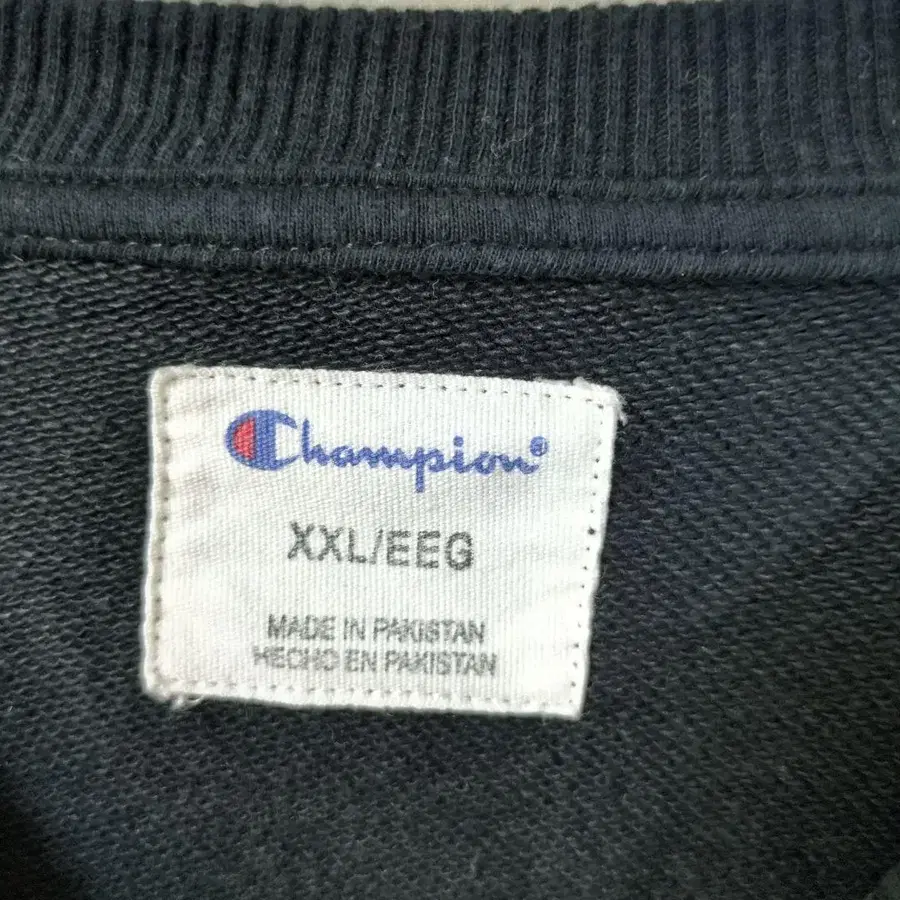 Champion®
XXL/EEG
MADE IN PAKISTAN
HECHO EN PAKISTAN